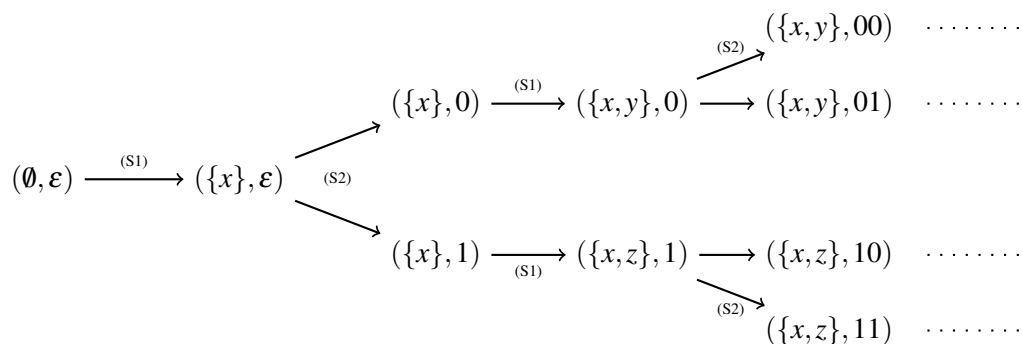 ({x,y},00) ........
(S2)
({x},0) (S1) ({x,y},0) ({x,y},01) ........
(∅,ε) (S1) ({x},ε) (S2)
({x},1) (S1) ({x,z},1) ({x,z},10) ........
(S2)
({x,z},11) ........